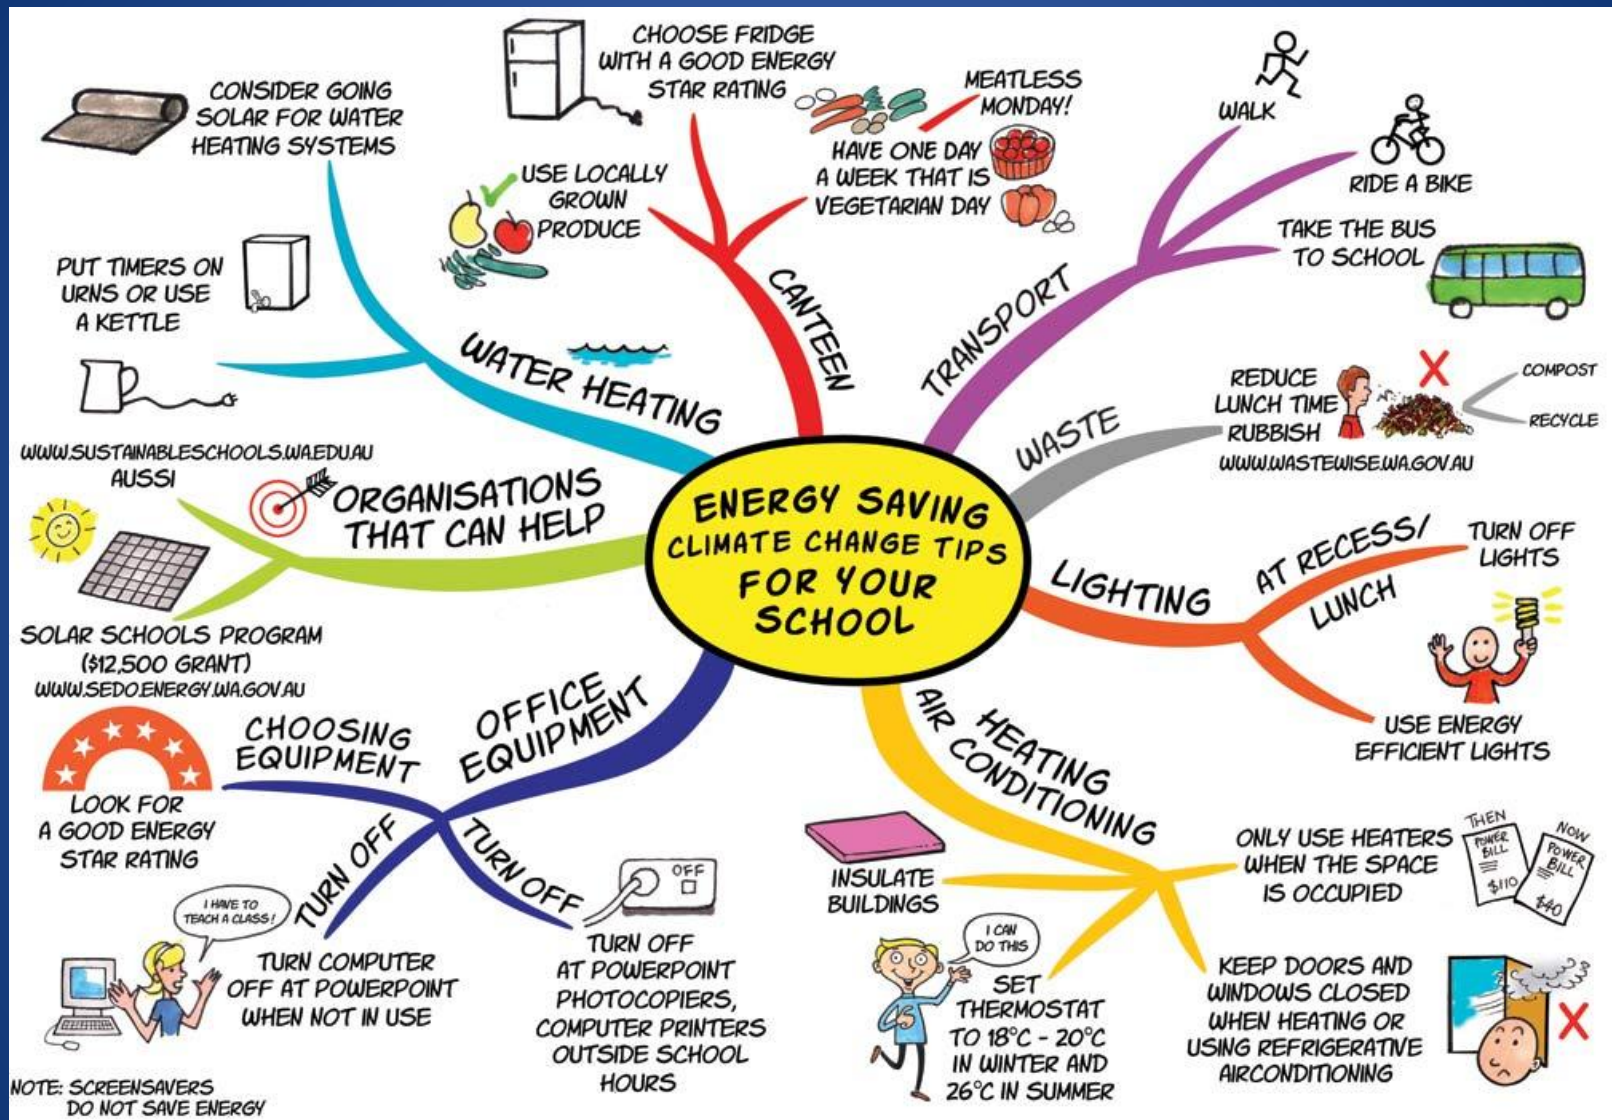 ENERGY SAVING
CLIMATE CHANGE TIPS
FOR YOUR
SCHOOL
CANTEEN
USE LOCALLY
GROWN
PRODUCE
CHOOSE FRIDGE
WITH A GOOD ENERGY
STAR RATING
HAVE ONE DAY
A WEEK THAT IS
VEGETARIAN DAY
MEATLESS
MONDAY!
TRANSPORT
WALK
RIDE A BIKE
TAKE THE BUS
TO SCHOOL
WASTE
REDUCE
LUNCH TIME
RUBBISH
WWW.WASTEWISE.WA.GOV.AU
COMPOST
RECYCLE
LIGHTING
AT RECESS/
LUNCH
TURN OFF
LIGHTS
USE ENERGY
EFFICIENT LIGHTS
HEATING
AIR CONDITIONING
ONLY USE HEATERS
WHEN THE SPACE
IS OCCUPIED
THEN
POWER
BILL
$110
NOW
POWER
BILL
$40
KEEP DOORS AND
WINDOWS CLOSED
WHEN HEATING OR
USING REFRIGERATIVE
AIRCONDITIONING
SET
THERMOSTAT
TO 18°C - 20°C
IN WINTER AND
26°C IN SUMMER
I CAN
DO THIS
INSULATE
BUILDINGS
OFFICE
EQUIPMENT
TURN OFF
OFF
TURN OFF
AT POWERPOINT
PHOTOCOPIERS,
COMPUTER PRINTERS
OUTSIDE SCHOOL
HOURS
TURN OFF
TURN COMPUTER
OFF AT POWERPOINT
WHEN NOT IN USE
I HAVE TO
TEACH A CLASS!
NOTE: SCREENSAVERS
DO NOT SAVE ENERGY
CHOOSING
EQUIPMENT
LOOK FOR
A GOOD ENERGY
STAR RATING
ORGANISATIONS
THAT CAN HELP
WWW.SUSTAINABLESCHOOLS.WA.EDU.AU
AUSSI
SOLAR SCHOOLS PROGRAM
($12,500 GRANT)
WWW.SEDO.ENERGY.WA.GOV.AU
WATER HEATING
PUT TIMERS ON
URNS OR USE
A KETTLE
CONSIDER GOING
SOLAR FOR WATER
HEATING SYSTEMS